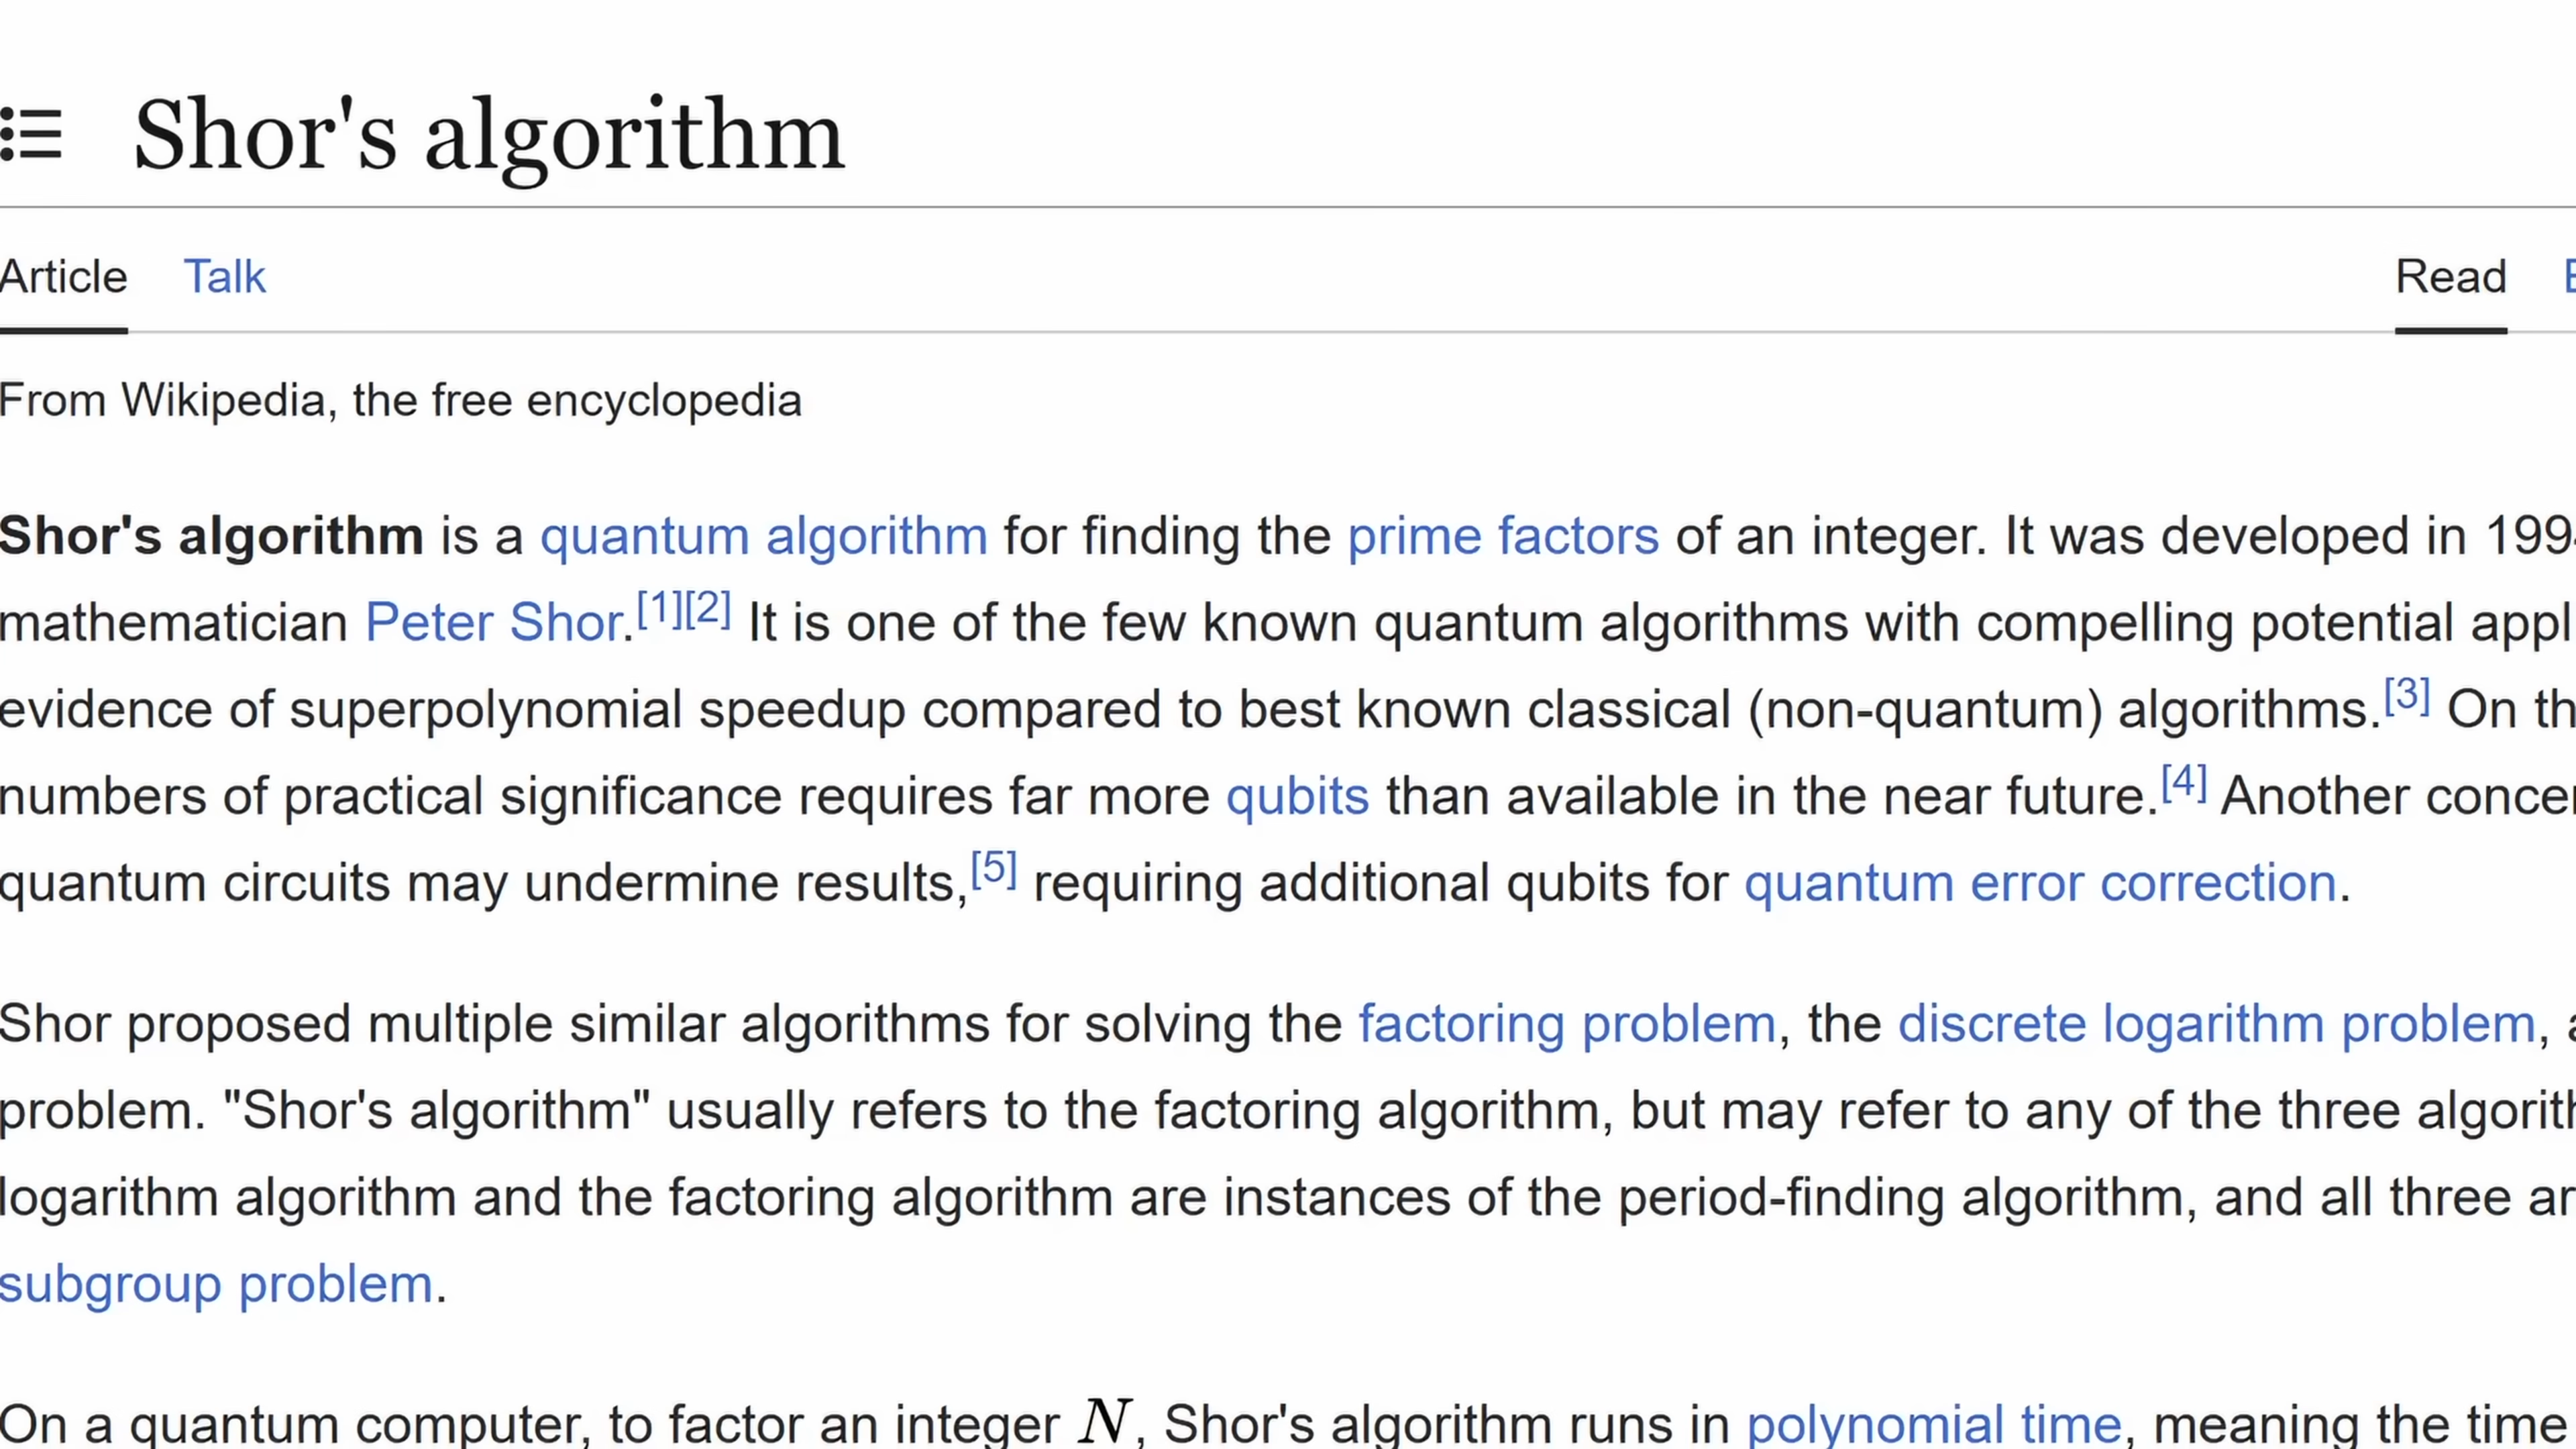 Shor's algorithm
Article Talk Read
From Wikipedia, the free encyclopedia
Shor's algorithm is a quantum algorithm for finding the prime factors of an integer. It was developed in 199
mathematician Peter Shor.[1][2] It is one of the few known quantum algorithms with compelling potential appl
evidence of superpolynomial speedup compared to best known classical (non-quantum) algorithms.[3] On th
numbers of practical significance requires far more qubits than available in the near future.[4] Another concer
quantum circuits may undermine results,[5] requiring additional qubits for quantum error correction.
Shor proposed multiple similar algorithms for solving the factoring problem, the discrete logarithm problem, a
problem. "Shor's algorithm" usually refers to the factoring algorithm, but may refer to any of the three algorith
logarithm algorithm and the factoring algorithm are instances of the period-finding algorithm, and all three ar
subgroup problem.
On a quantum computer, to factor an integer N, Shor's algorithm runs in polynomial time, meaning the time